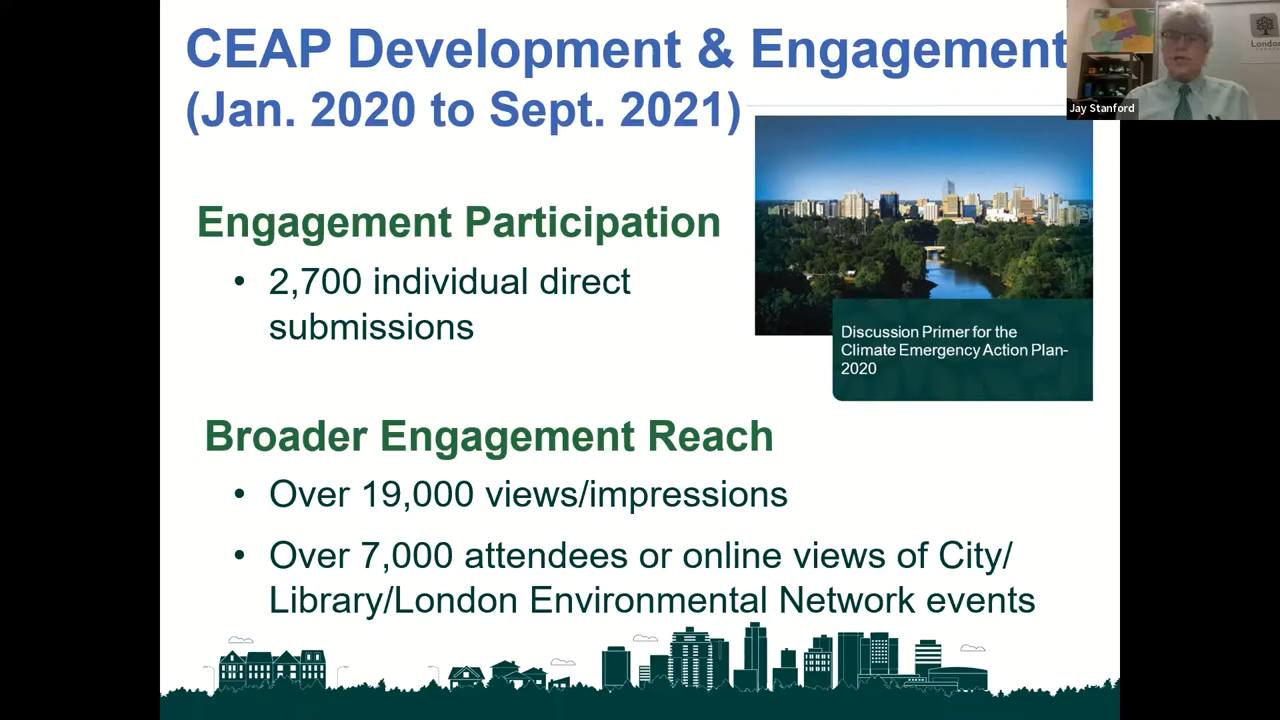 CEAP Development & Engagement
(Jan. 2020 to Sept. 2021)
Jay Stanford
London
Engagement Participation
• 2,700 individual direct
submissions
Discussion Primer for the
Climate Emergency Action Plan-
2020
Broader Engagement Reach
• Over 19,000 views/impressions
• Over 7,000 attendees or online views of City/
Library/London Environmental Network events